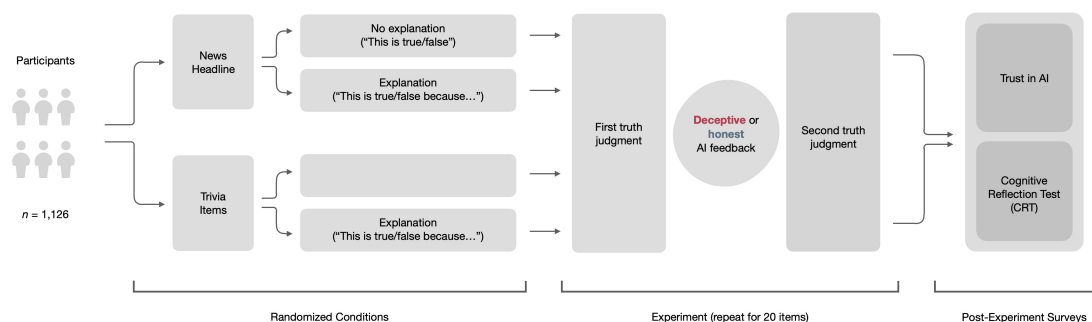 Participants
n = 1,126
News
Headline
No explanation
(“This is true/false”)
Explanation
(“This is true/false because...”)
Trivia
Items
Explanation
(“This is true/false because...”)
First truth
judgment
Deceptive or
honest
AI feedback
Second truth
judgment
Trust in AI
Cognitive
Reflection Test
(CRT)
Randomized Conditions
Experiment (repeat for 20 items)
Post-Experiment Surveys